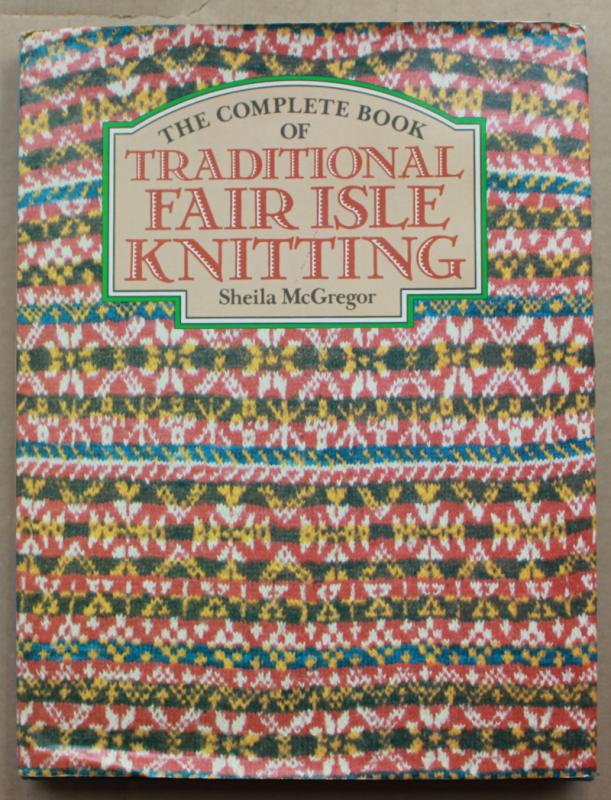 THE COMPLETE BOOK
OF
TRADITIONAL
FAIR ISLE
KNITTING
Sheila McGregor